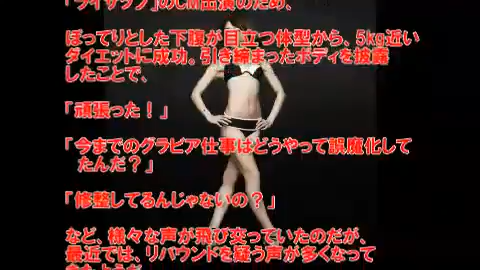 「ライザップ」のCM出演のため、
ぽってりとした下腹が目立つ体型から、5kg近い
ダイエットに成功。引き締まったボディを披露
したことで、
「頑張った！」
「今までのグラビア仕事はどうやって誤魔化して
たんだ？」
「修整してるんじゃないの？」
など、様々な声が飛び交っていたのだが、
最近では、リバウンドを疑う声が多くなって